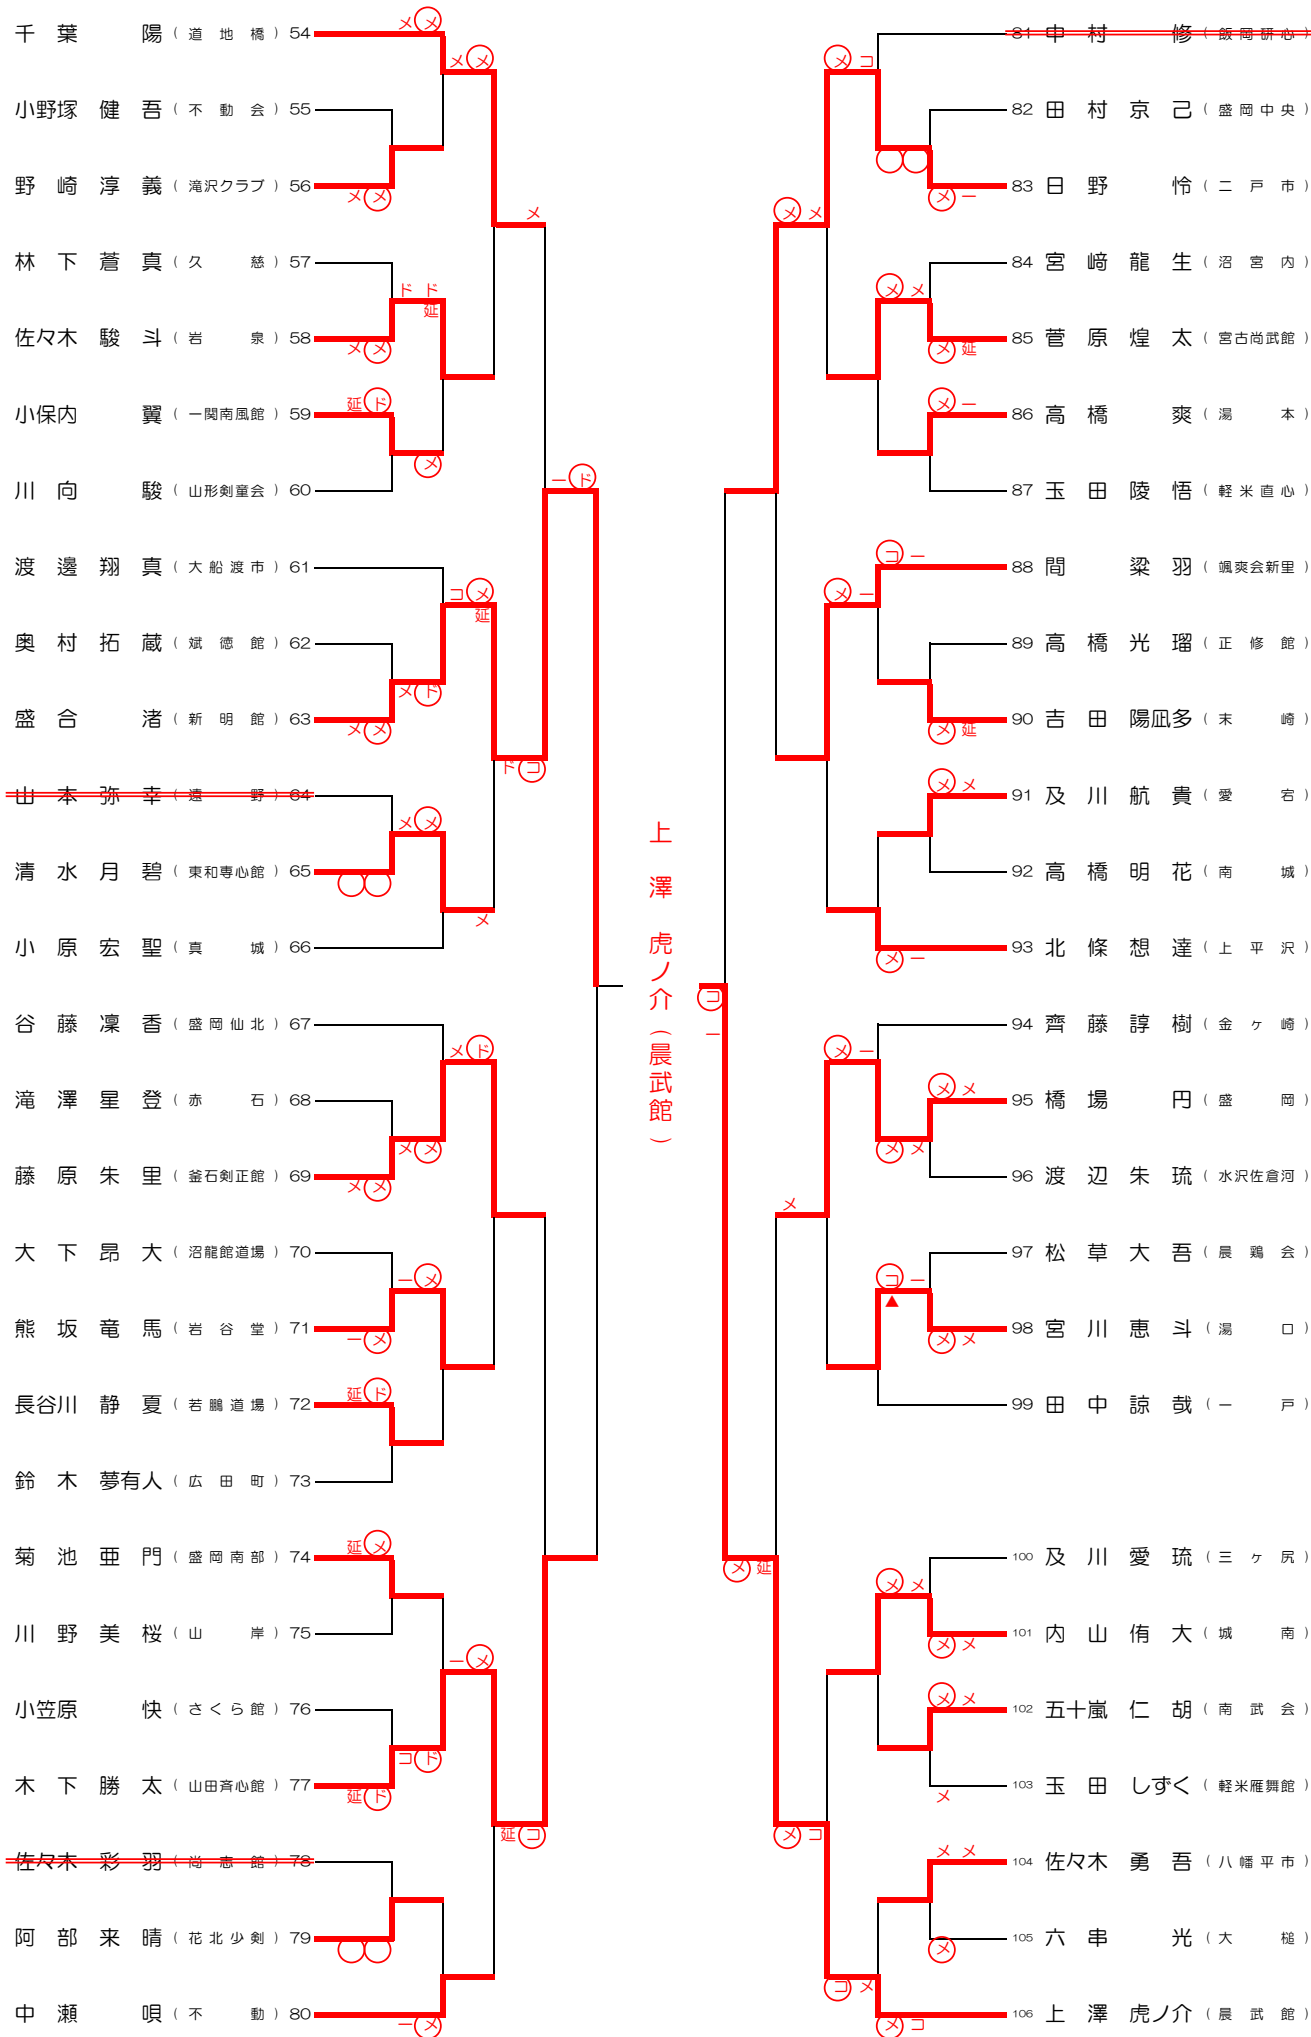 千葉 陽 （道地橋） 54
小野塚 健吾 （不動会） 55
野崎淳義 （滝沢クラブ） 56
林下蒼真 （久慈） 57
佐々木 駿斗 （岩泉） 58
小保内 翼 （一関南風館） 59
川向 駿 （山形剣童会） 60
渡邊翔真 （大船渡市） 61
奥村拓蔵 （斌徳館） 62
盛合 渚 （新明館） 63
山本弥幸 （遠野） 64
清水月碧 （東和専心館） 65
小原宏聖 （真城） 66
谷藤凜香 （盛岡仙北） 67
滝澤星登 （赤石） 68
藤原朱里 （釜石剣正館） 69
大下昂大 （沼龍館道場） 70
熊坂竜馬 （岩谷堂） 71
長谷川 静夏 （若鵬道場） 72
鈴木 夢有人 （広田町） 73
菊池亜門 （盛岡南部） 74
川野美桜 （山岸） 75
小笠原 快 （さくら館） 76
木下勝太 （山田斉心館） 77
佐々木 彩羽 （尚志館） 78
阿部来晴 （花北少剣） 79
中瀬 唄 （不動） 80
上澤 虎ノ介（晨武館）
81 中村 修 （飯岡研心）
82 田村京己 （盛岡中央）
83 日野 怜 （二戸市）
84 宮﨑龍生 （沼宮内）
85 菅原煌太 （宮古尚武館）
86 高橋 爽 （湯本）
87 玉田陵悟 （軽米直心）
88 間 粱羽 （颯爽会新里）
89 高橋光瑠 （正修館）
90 吉田 陽凪多 （末崎）
91 及川航貴 （愛宕）
92 高橋明花 （南城）
93 北條想達 （上平沢）
94 齊藤諄樹 （金ヶ崎）
95 橋場 円 （盛岡）
96 渡辺朱琉 （水沢佐倉河）
97 松草大吾 （晨鶏会）
98 宮川恵斗 （湯口）
99 田中諒哉 （一戸）
100 及川愛琉 （三ヶ尻）
101 内山侑大 （城南）
102 五十嵐 仁胡 （南武会）
103 玉田 しずく （軽米雁舞館）
104 佐々木 勇吾 （八幡平市）
105 六串 光 （大槌）
106 上澤 虎ノ介 （晨武館）